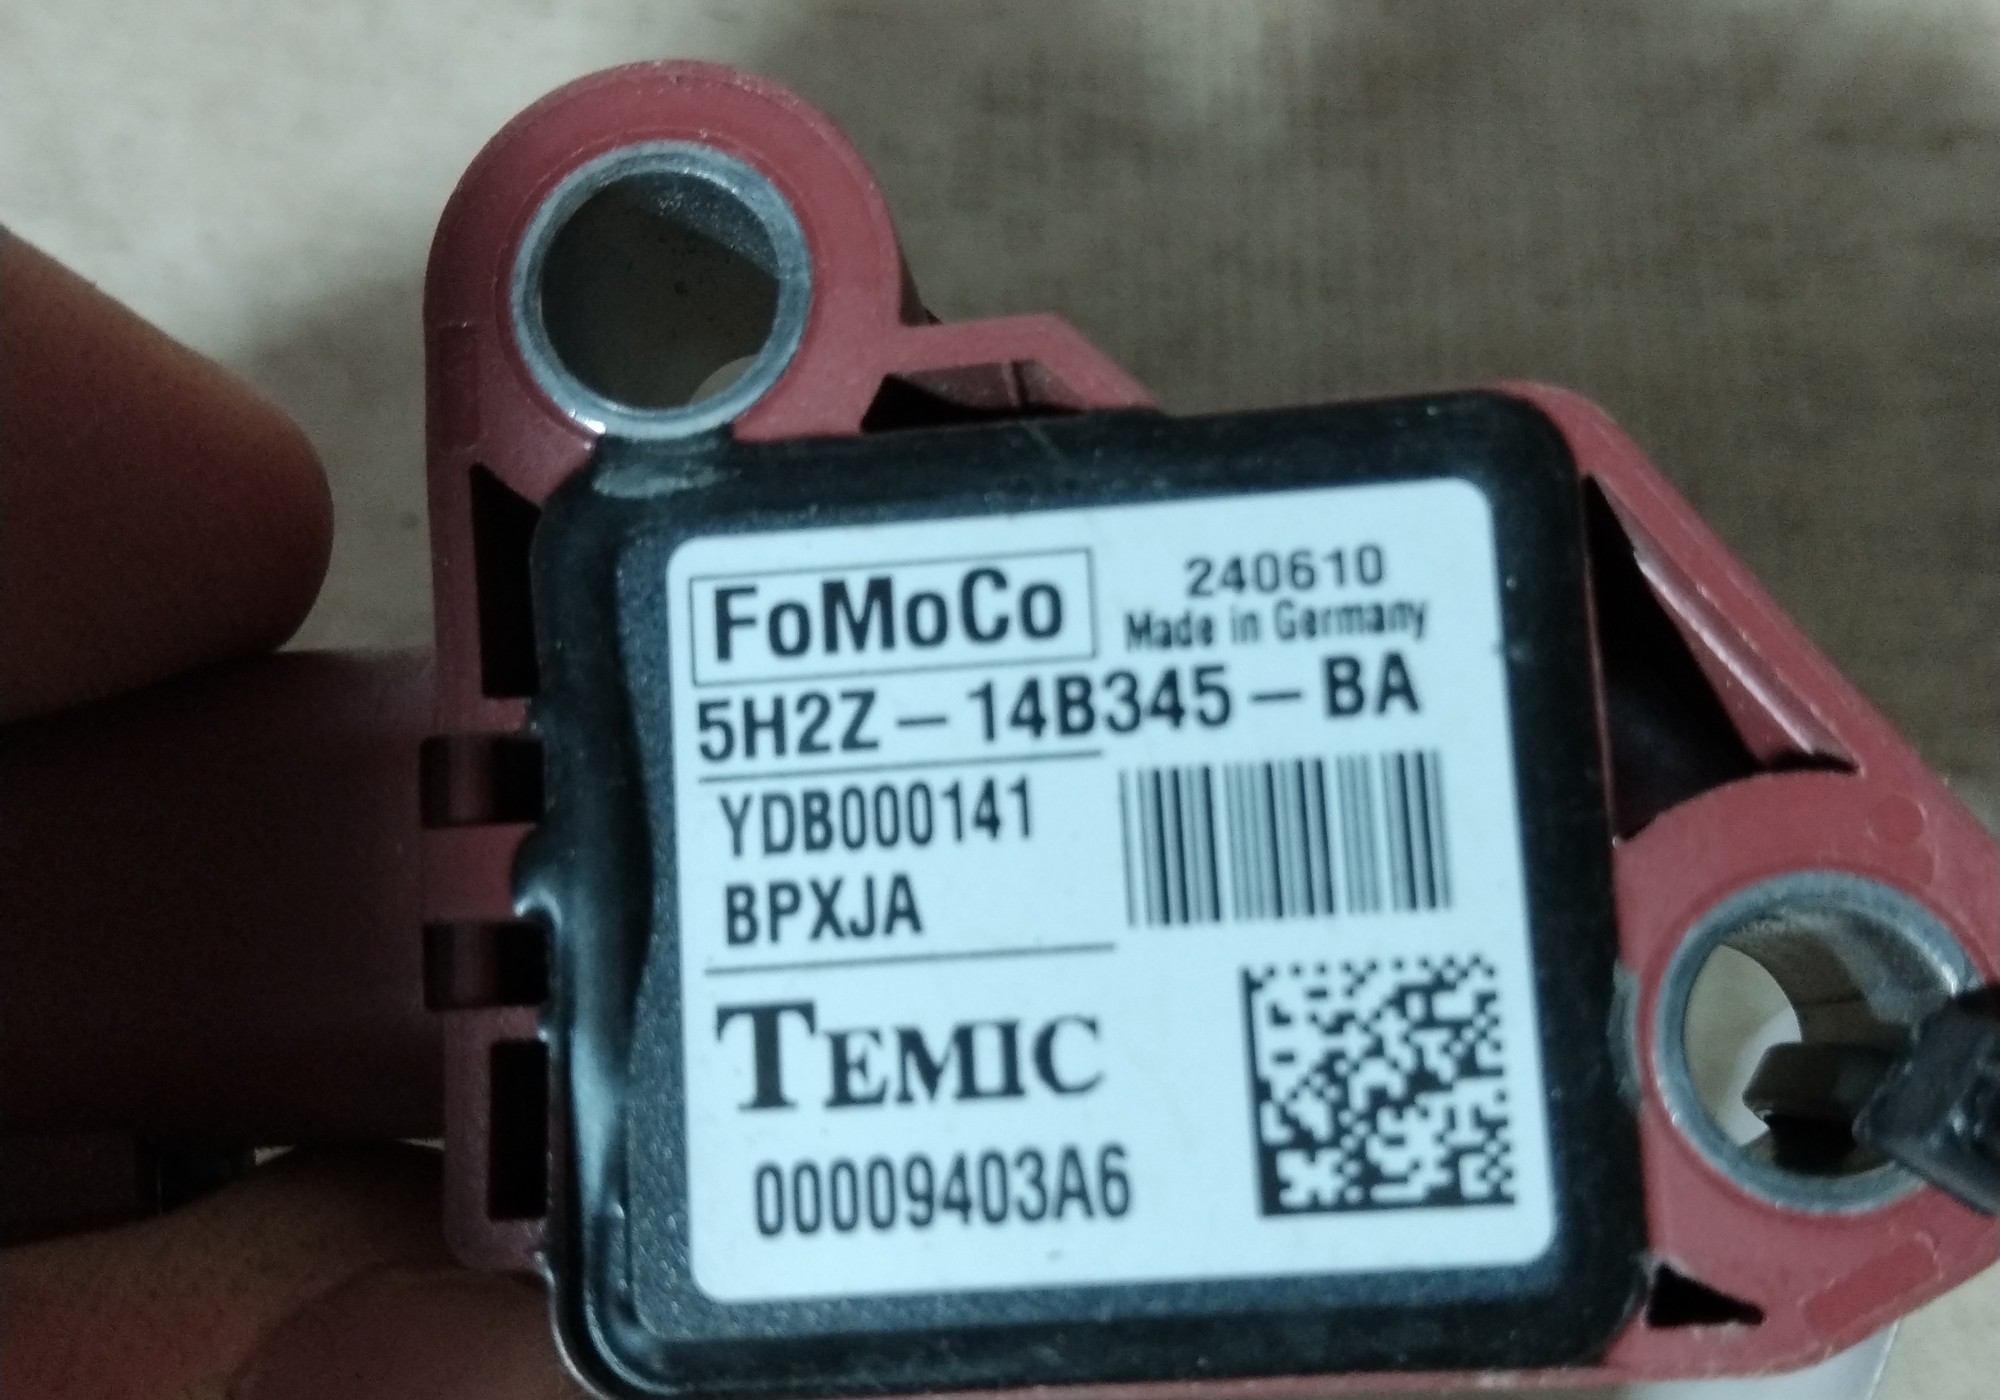 FoMoCo
240610
Made in Germany
5H2Z-14B345-BA
YDB000141
BPXJA
TEMIC
00009403A6